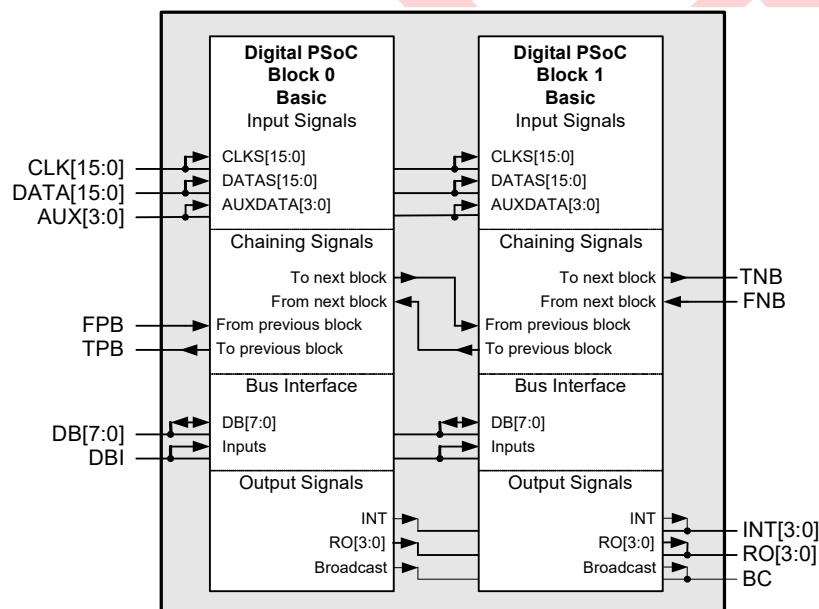 Digital PSoC
Block 0
Basic
Input Signals
CLKS[15:0]
DATAS[15:0]
AUXDATA[3:0]
Chaining Signals
To next block
From next block
From previous block
To previous block
Bus Interface
DB[7:0]
Inputs
Output Signals
INT
RO[3:0]
Broadcast
Digital PSoC
Block 1
Basic
Input Signals
CLKS[15:0]
DATAS[15:0]
AUXDATA[3:0]
Chaining Signals
To next block
From next block
From previous block
To previous block
Bus Interface
DB[7:0]
Inputs
Output Signals
INT
RO[3:0]
Broadcast
CLK[15:0]
DATA[15:0]
AUX[3:0]
FPB
TPB
DB[7:0]
DBI
TNB
FNB
INT[3:0]
RO[3:0]
BC